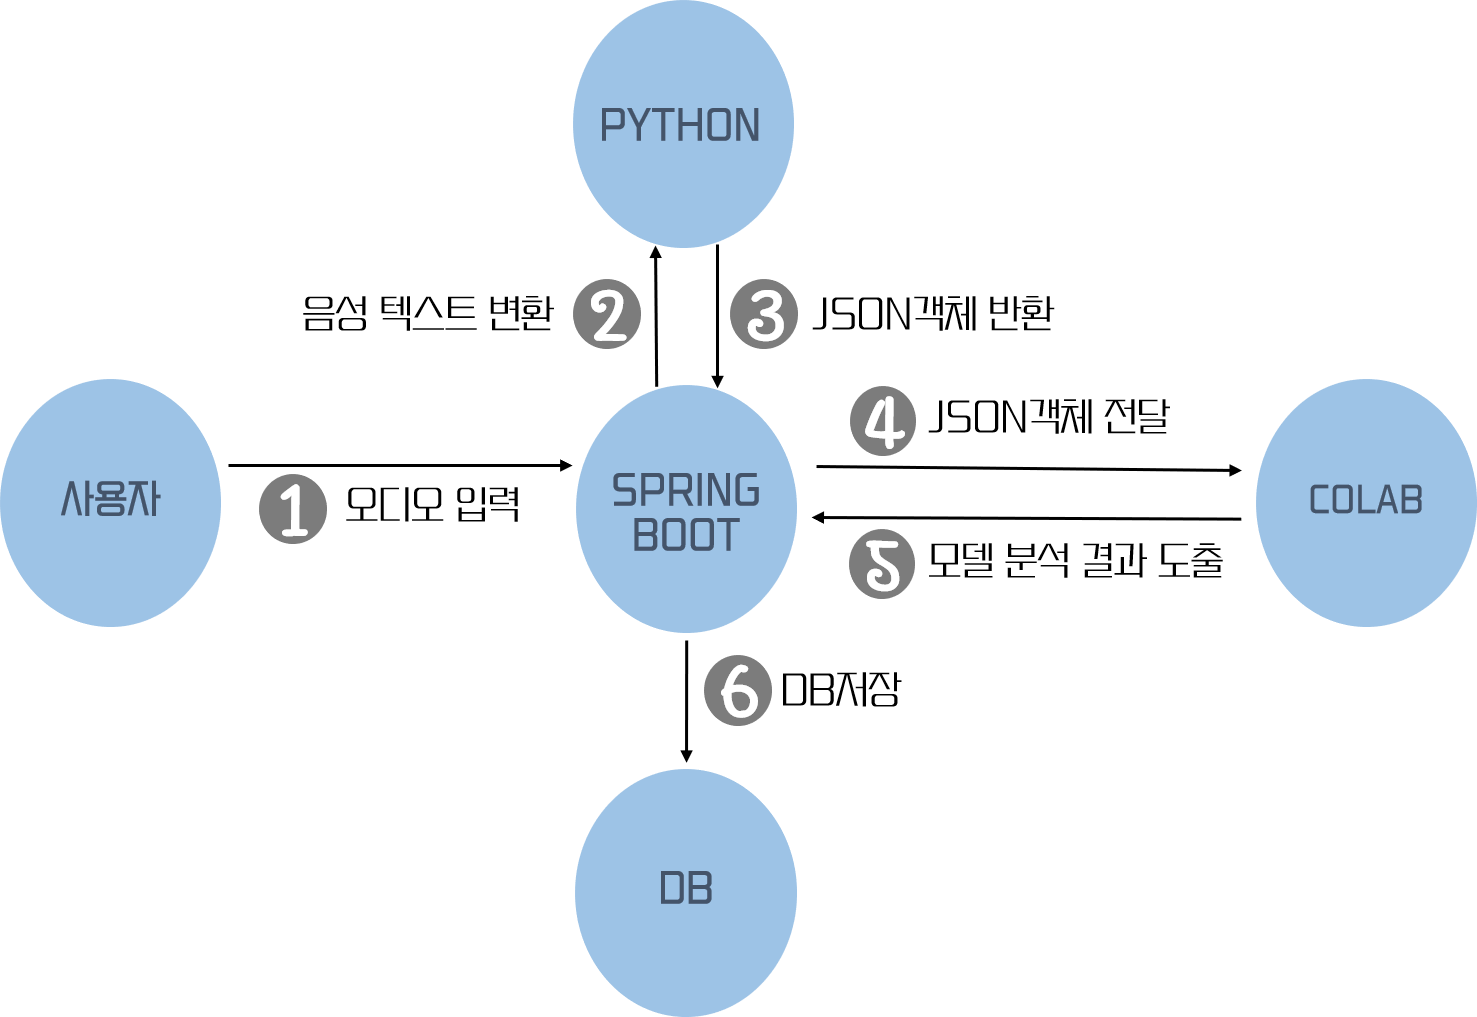 PYTHON
음성 텍스트 변환
2
3
JSON객체 반환
4
JSON객체 전달
사용자
1
오디오 입력
SPRING
BOOT
COLAB
5
모델 분석 결과 도출
6
DB저장
DB